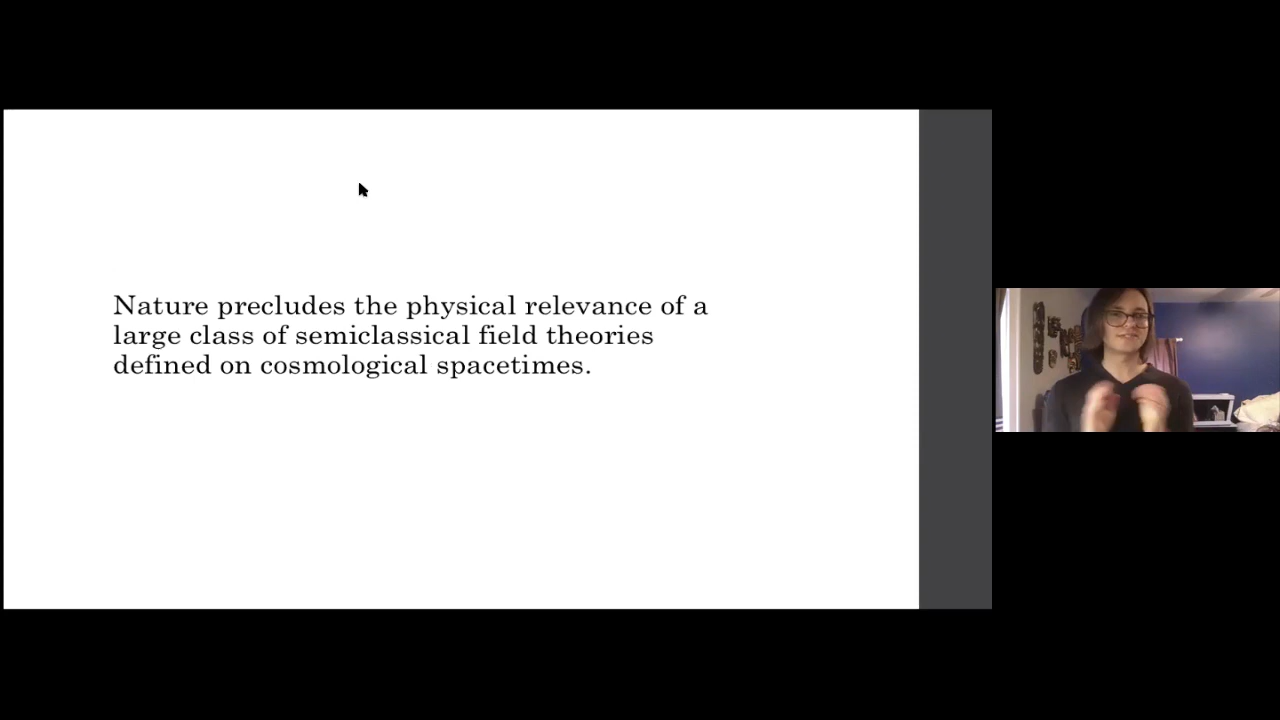 Nature precludes the physical relevance of a
large class of semiclassical field theories
defined on cosmological spacetimes.